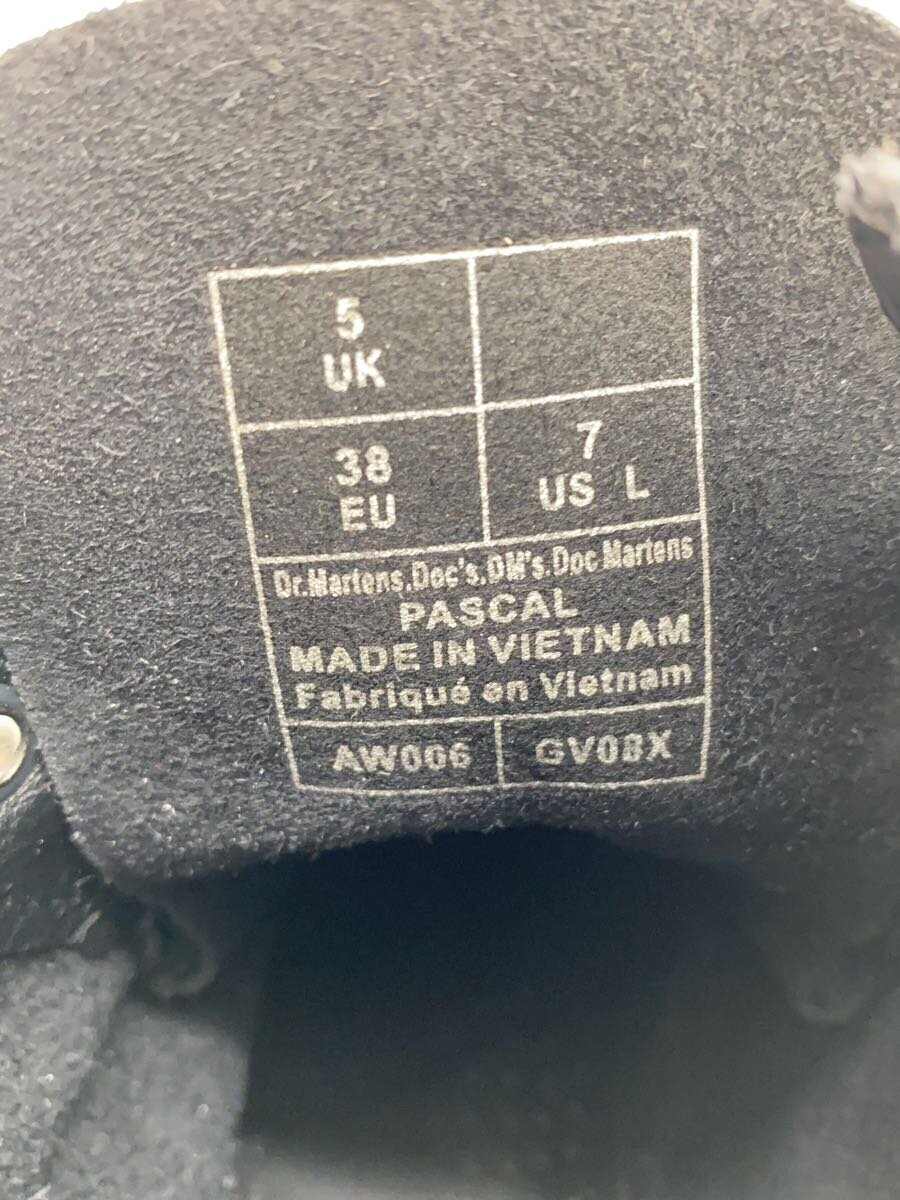 5
UK
38
EU
7
US L
Dr.Martens,Doc's,DM's,Doc Martens
PASCAL
MADE IN VIETNAM
Fabriqué en Vietnam
AW006
GV08X